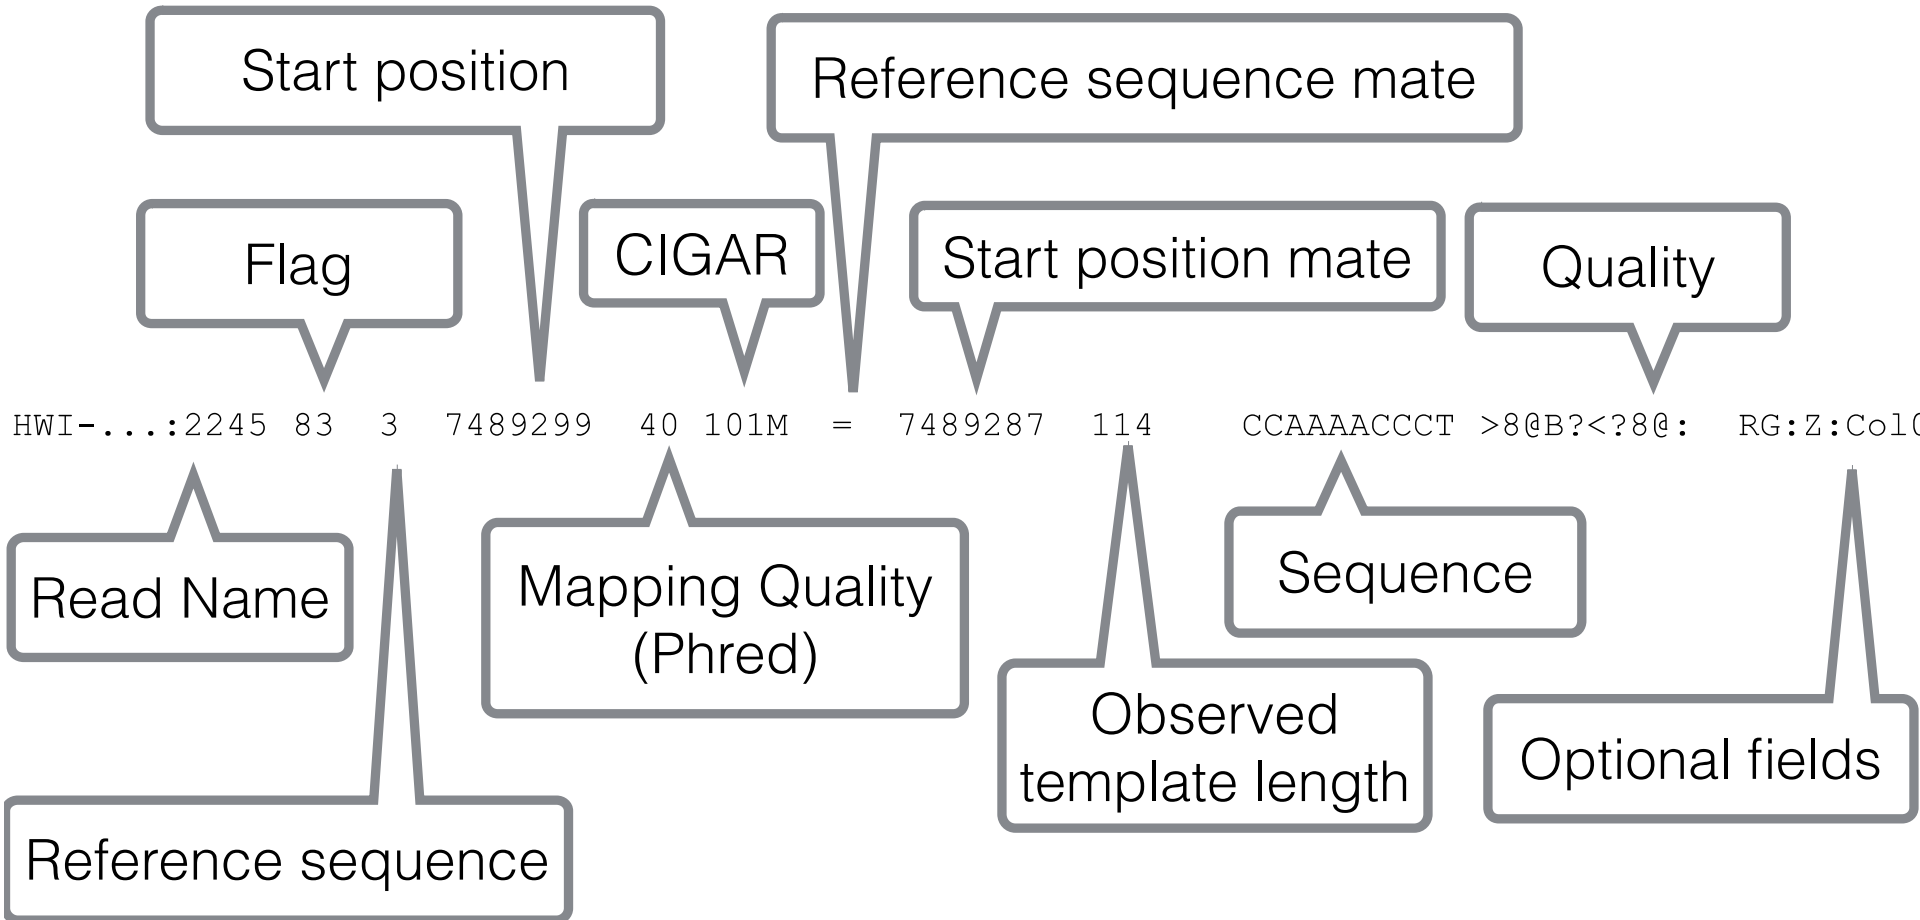 Start position
Reference sequence mate
Flag
CIGAR
Start position mate
Quality
HWI-...:2245 83 3 7489299 40 101M = 7489287 114 CCAAAACCCT >8@B?<?8@: RG:Z:Col0
Read Name
Mapping Quality
(Phred)
Sequence
Observed
template length
Optional fields
Reference sequence